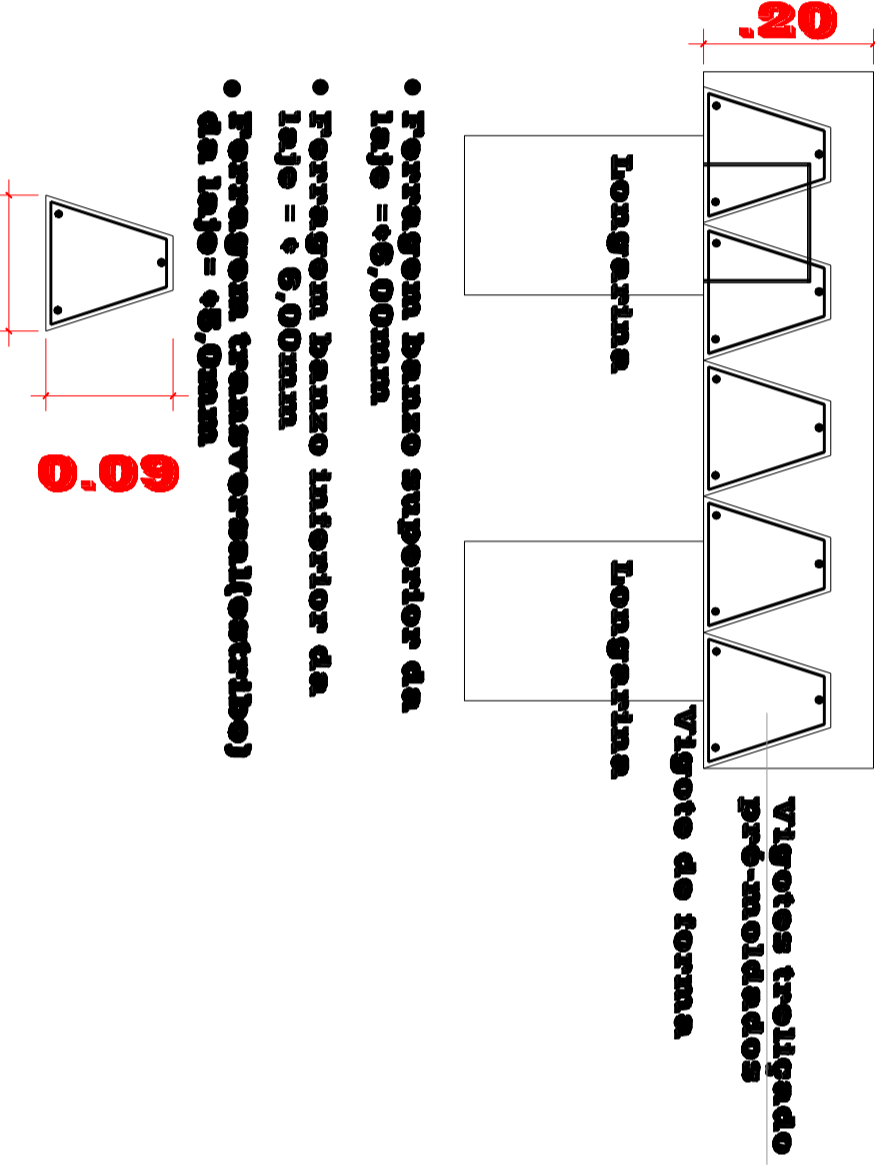 .20
Longarina
Longarina
Vigotes treliçado
pré-moldados
Vigote de forma
• Ferragem banzo superior da
laje =φ6,00mm
• Ferragem banzo inferior da
laje = φ 6,00mm
• Ferragem transversal(estribo)
da laje= φ5,0mm
0.09